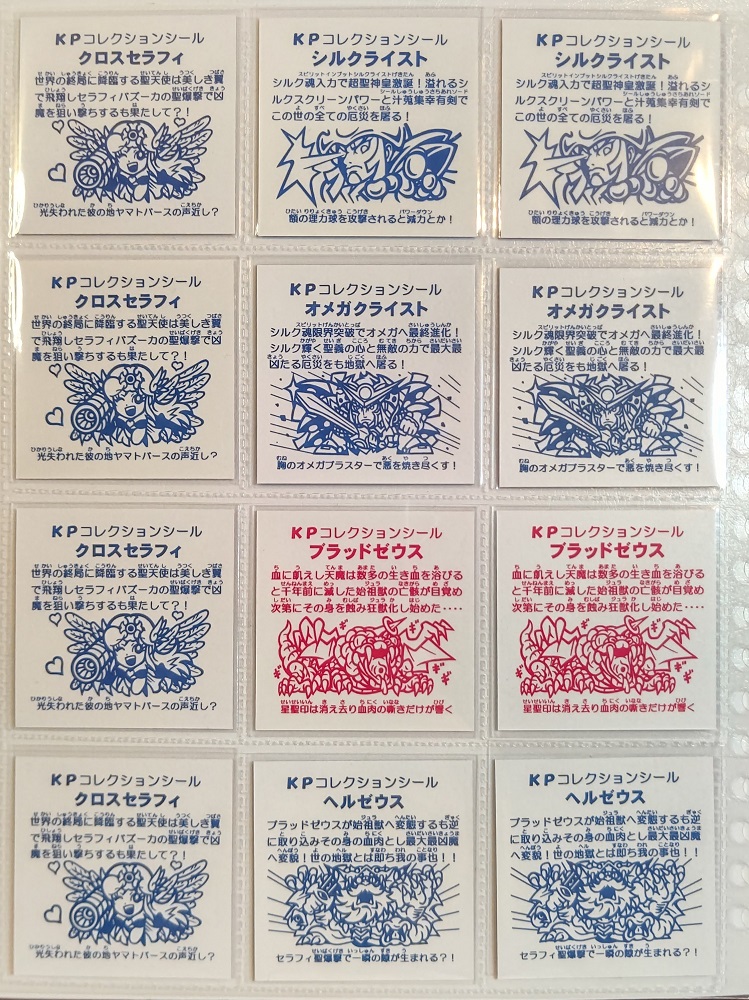 KPコレクションシール
クロスセラフィ
世界の終局に降臨する聖天使は美しき翼
で飛翔しセラフィバズーカの聖爆撃で凶
魔を狙い撃ちするも果たして?!
光失われた彼の地ヤマトバースの声近し?
KPコレクションシール
シルクライスト
シルク魂入力で超聖神皇激誕!溢れるシ
ルクスクリーンパワーと汁蒐集幸有剣で
この世の全ての厄災を屠る!
額の理力球を攻撃されると減力とか!
KPコレクションシール
シルクライスト
シルク魂入力で超聖神皇激誕!溢れるシ
ルクスクリーンパワーと汁蒐集幸有剣で
この世の全ての厄災を屠る!
額の理力球を攻撃されると減力とか!
KPコレクションシール
クロスセラフィ
世界の終局に降臨する聖天使は美しき翼
で飛翔しセラフィバズーカの聖爆撃で凶
魔を狙い撃ちするも果たして?!
光失われた彼の地ヤマトバースの声近し?
KPコレクションシール
オメガクライスト
シルク魂限界突破でオメガへ最終進化!
シルク輝く聖義の心と無敵の力で最大最
凶たる厄災をも地獄へ屠る!
胸のオメガブラスターで悪を焼き尽くす!
KPコレクションシール
オメガクライスト
シルク魂限界突破でオメガへ最終進化!
シルク輝く聖義の心と無敵の力で最大最
凶たる厄災をも地獄へ屠る!
胸のオメガブラスターで悪を焼き尽くす!
KPコレクションシール
クロスセラフィ
世界の終局に降臨する聖天使は美しき翼
で飛翔しセラフィバズーカの聖爆撃で凶
魔を狙い撃ちするも果たして?!
光失われた彼の地ヤマトバースの声近し?
KPコレクションシール
ブラッドゼウス
血に飢えし天魔は数多の生き血を浴びる
と千年前に滅した始祖獣の亡骸が目覚め
次第にその身を蝕み狂獣化し始めた‥‥
星聖印は消え去り血肉の嘶きだけが響く
KPコレクションシール
ブラッドゼウス
血に飢えし天魔は数多の生き血を浴びる
と千年前に滅した始祖獣の亡骸が目覚め
次第にその身を蝕み狂獣化し始めた‥‥
星聖印は消え去り血肉の嘶きだけが響く
KPコレクションシール
クロスセラフィ
世界の終局に降臨する聖天使は美しき翼
で飛翔しセラフィバズーカの聖爆撃で凶
魔を狙い撃ちするも果たして?!
光失われた彼の地ヤマトバースの声近し?
KPコレクションシール
ヘルゼウス
ブラッドゼウスが始祖獣へ変態するも逆
に取り込みその身の血肉とし最大最凶魔
へ変貌!世の地獄とは即ち我の事也!!
セラフィ聖爆撃で一瞬の隙が生まれる?!
KPコレクションシール
ヘルゼウス
ブラッドゼウスが始祖獣へ変態するも逆
に取り込みその身の血肉とし最大最凶魔
へ変貌!世の地獄とは即ち我の事也!!
セラフィ聖爆撃で一瞬の隙が生まれる?!